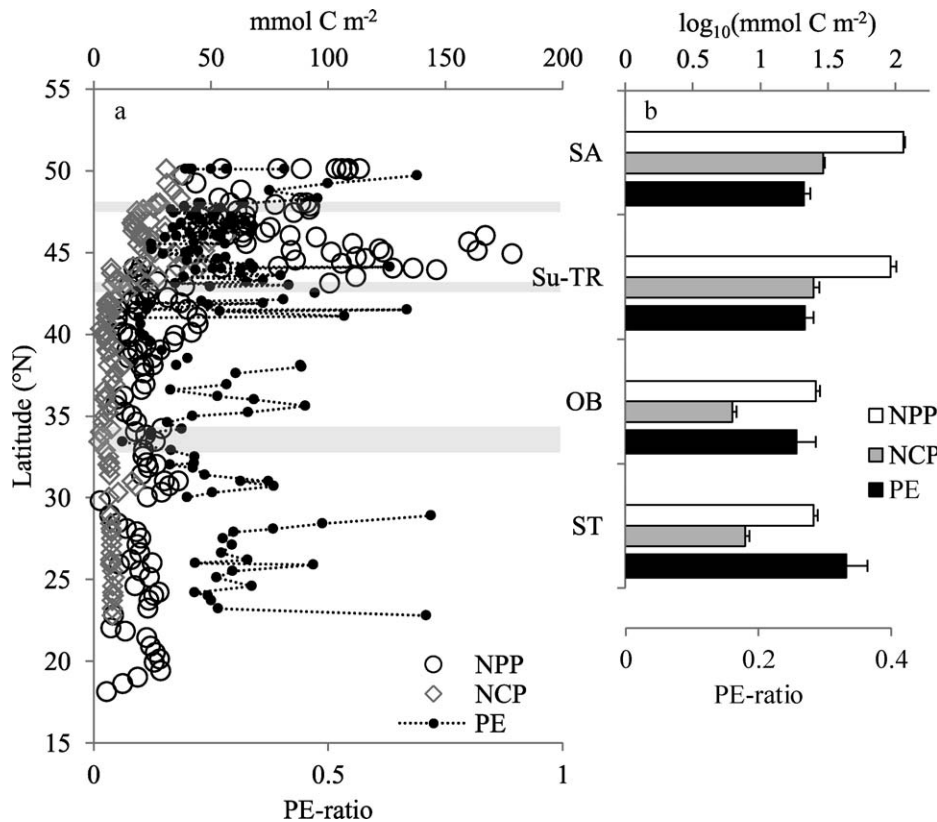 mmol C m-2
0 50 100 150 200
a
55
50
45
40
35
30
25
20
15
Latitude (°N)
NPP
NCP
PE
0 0.5 1
PE-ratio
log10(mmol C m-2)
0 0.5 1 1.5 2
b
SA
Su-TR
OB
ST
NPP
NCP
PE
0 0.2 0.4
PE-ratio